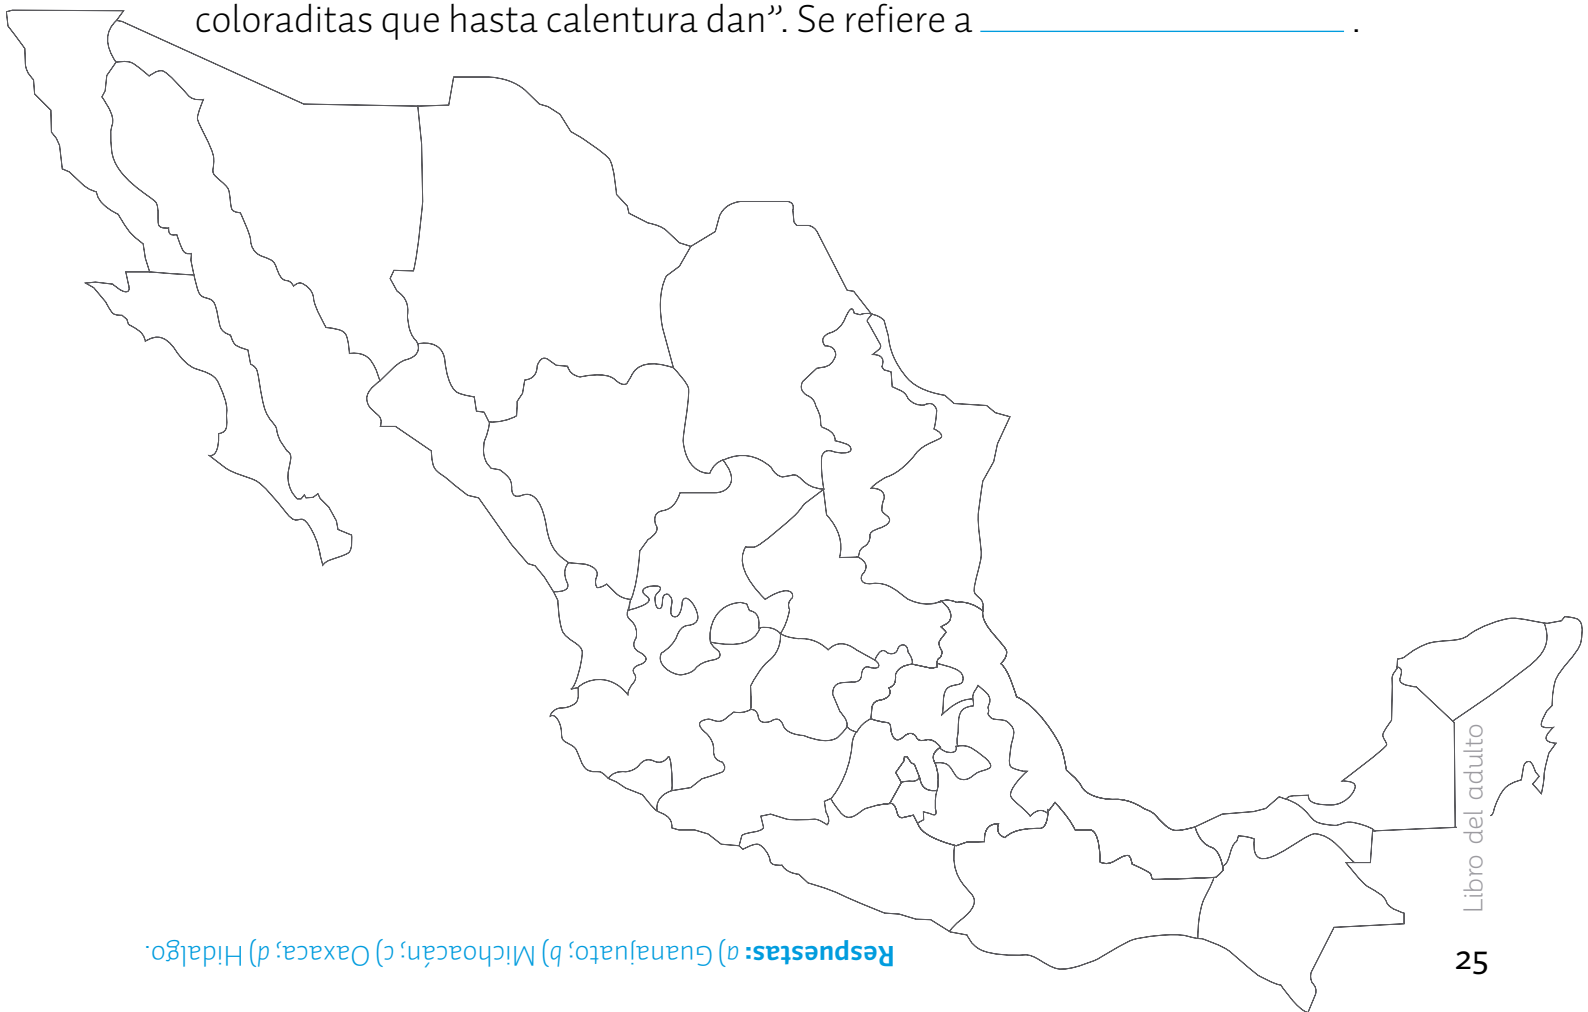 coloraditas que hasta calentura dan”. Se refiere a ______________ .
Libro del adulto
Respuestas: a) Guanajuato; b) Michoacán; c) Oaxaca; d) Hidalgo.
25